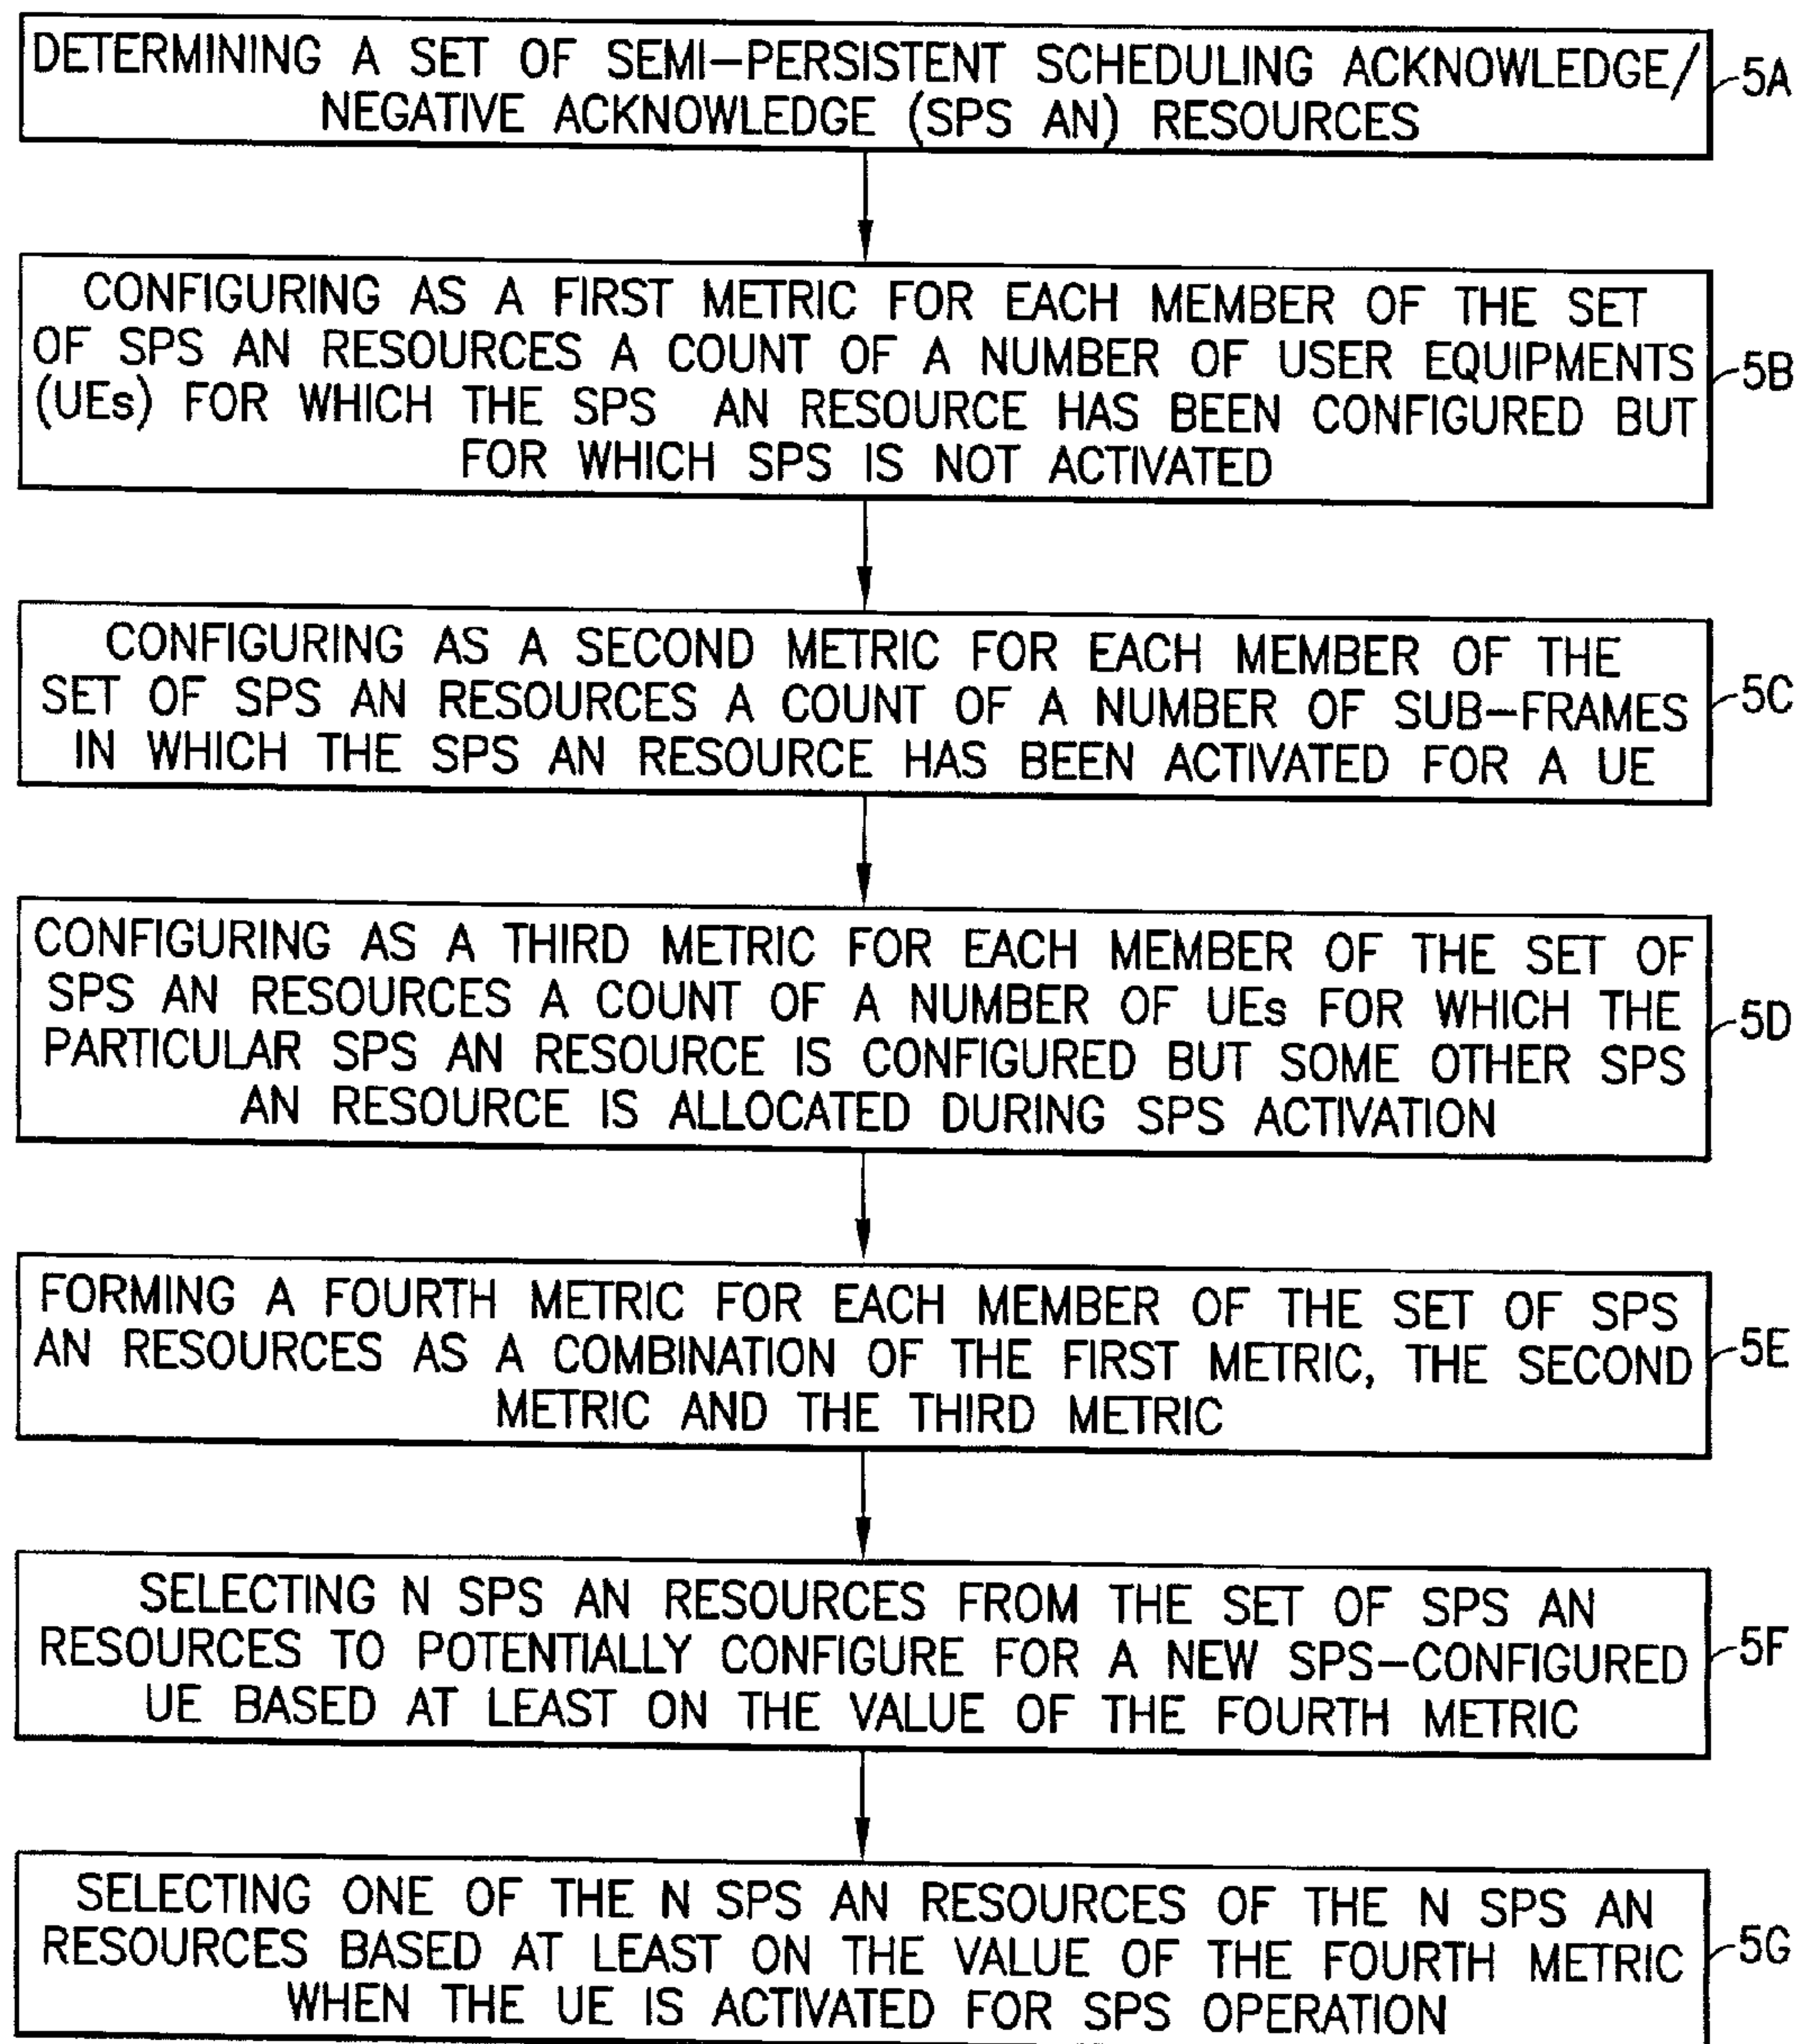 DETERMINING A SET OF SEMI-PERSISTENT SCHEDULING ACKNOWLEDGE/
NEGATIVE ACKNOWLEDGE (SPS AN) RESOURCES
5A
CONFIGURING AS A FIRST METRIC FOR EACH MEMBER OF THE SET
OF SPS AN RESOURCES A COUNT OF A NUMBER OF USER EQUIPMENTS
(UEs) FOR WHICH THE SPS AN RESOURCE HAS BEEN CONFIGURED BUT
FOR WHICH SPS IS NOT ACTIVATED
5B
CONFIGURING AS A SECOND METRIC FOR EACH MEMBER OF THE
SET OF SPS AN RESOURCES A COUNT OF A NUMBER OF SUB-FRAMES
IN WHICH THE SPS AN RESOURCE HAS BEEN ACTIVATED FOR A UE
5C
CONFIGURING AS A THIRD METRIC FOR EACH MEMBER OF THE SET OF
SPS AN RESOURCES A COUNT OF A NUMBER OF UEs FOR WHICH THE
PARTICULAR SPS AN RESOURCE IS CONFIGURED BUT SOME OTHER SPS
AN RESOURCE IS ALLOCATED DURING SPS ACTIVATION
5D
FORMING A FOURTH METRIC FOR EACH MEMBER OF THE SET OF SPS
AN RESOURCES AS A COMBINATION OF THE FIRST METRIC, THE SECOND
METRIC AND THE THIRD METRIC
5E
SELECTING N SPS AN RESOURCES FROM THE SET OF SPS AN
RESOURCES TO POTENTIALLY CONFIGURE FOR A NEW SPS-CONFIGURED
UE BASED AT LEAST ON THE VALUE OF THE FOURTH METRIC
5F
SELECTING ONE OF THE N SPS AN RESOURCES OF THE N SPS AN
RESOURCES BASED AT LEAST ON THE VALUE OF THE FOURTH METRIC
WHEN THE UE IS ACTIVATED FOR SPS OPERATION
5G